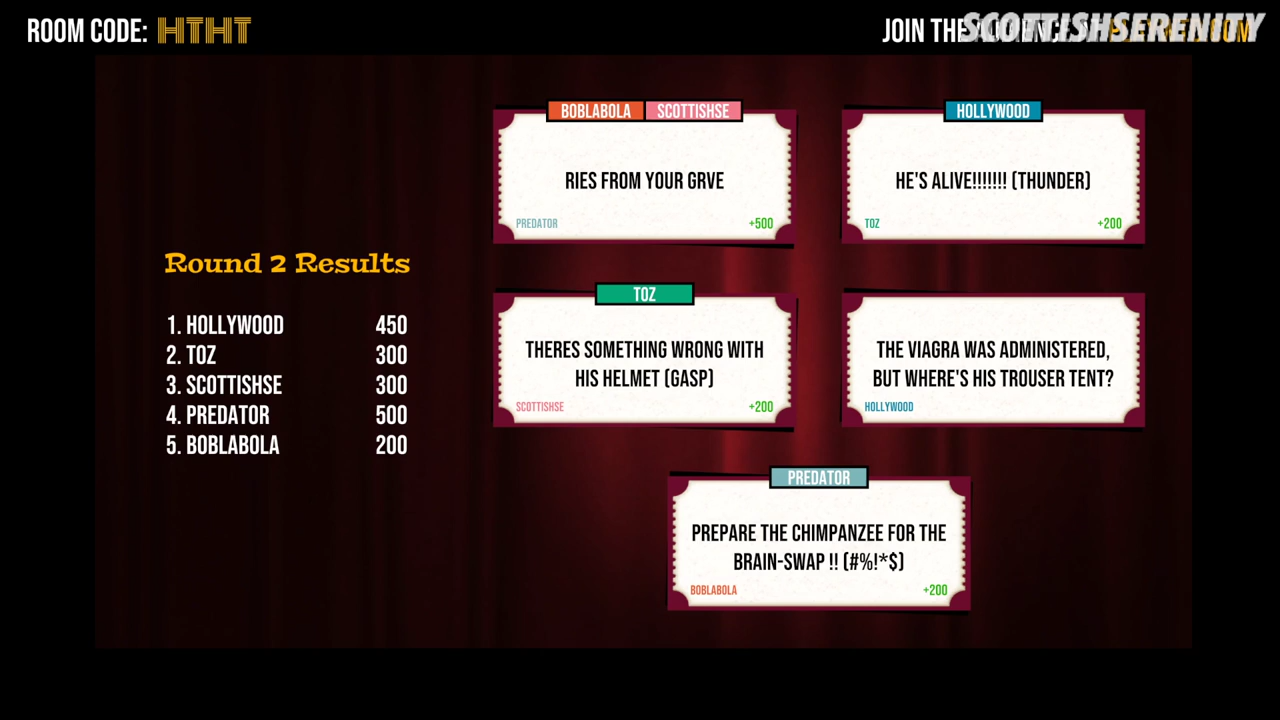 ROOM CODE: HTHT
JOIN THE
SCOTTISHSERENITY
BOBLABOLA SCOTTISHSE
RIES FROM YOUR GRVE
PREDATOR +500
HOLLYWOOD
HE'S ALIVE!!!!!!! (THUNDER)
TOZ +200
Round 2 Results
1. HOLLYWOOD 450
2. TOZ 300
3. SCOTTISHSE 300
4. PREDATOR 500
5. BOBLABOLA 200
TOZ
THERES SOMETHING WRONG WITH
HIS HELMET (GASP)
SCOTTISHSE +200
THE VIAGRA WAS ADMINISTERED,
BUT WHERE'S HIS TROUSER TENT?
HOLLYWOOD
PREDATOR
PREPARE THE CHIMPANZEE FOR THE
BRAIN-SWAP !! (#%!*$)
BOBLABOLA +200